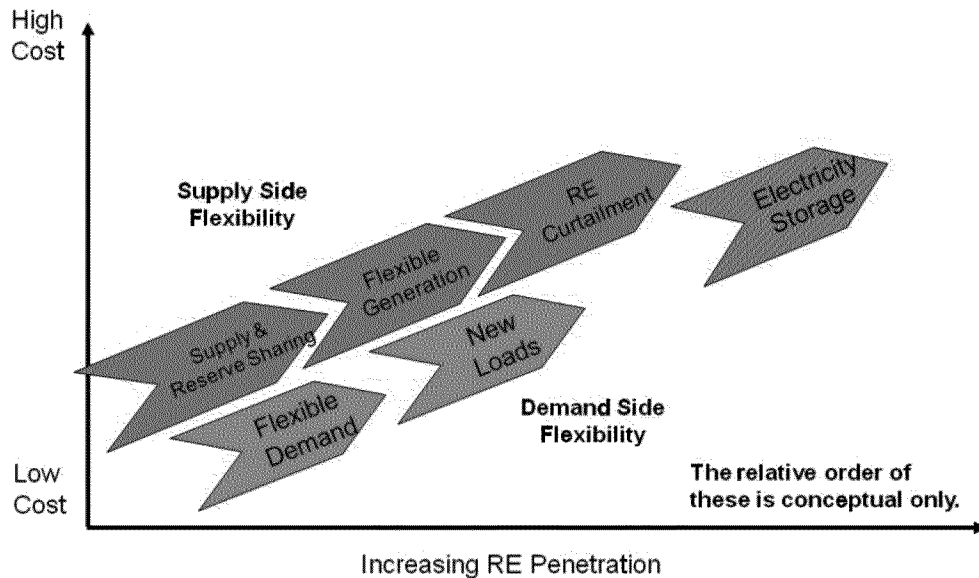 High
Cost
Supply Side
Flexibility
RE
Curtailment
Electricity
Storage
Flexible
Generation
Supply &
Reserve Sharing
New
Loads
Flexible
Demand
Demand Side
Flexibility
Low
Cost
The relative order of
these is conceptual only.
Increasing RE Penetration